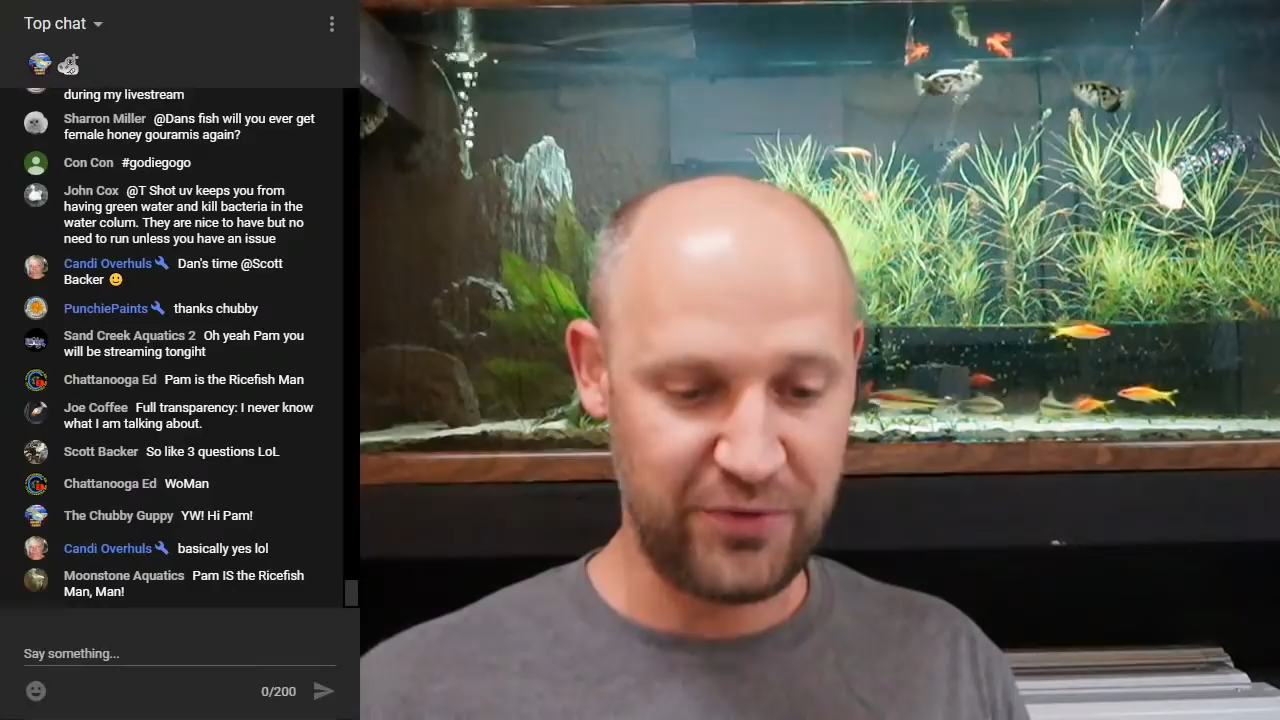 Top chat
during my livestream
Sharron Miller @Dans fish will you ever get
female honey gouramis again?
Con Con #godiegogo
John Cox @T Shot uv keeps you from
having green water and kill bacteria in the
water colum. They are nice to have but no
need to run unless you have an issue
Candi Overhuls Dan's time @Scott
Backer
PunchiePaints thanks chubby
Sand Creek Aquatics 2 Oh yeah Pam you
will be streaming tongiht
Chattanooga Ed Pam is the Ricefish Man
Joe Coffee Full transparency: I never know
what I am talking about.
Scott Backer So like 3 questions LoL
Chattanooga Ed WoMan
The Chubby Guppy YW! Hi Pam!
Candi Overhuls basically yes lol
Moonstone Aquatics Pam IS the Ricefish
Man, Man!
Say something...
0/200